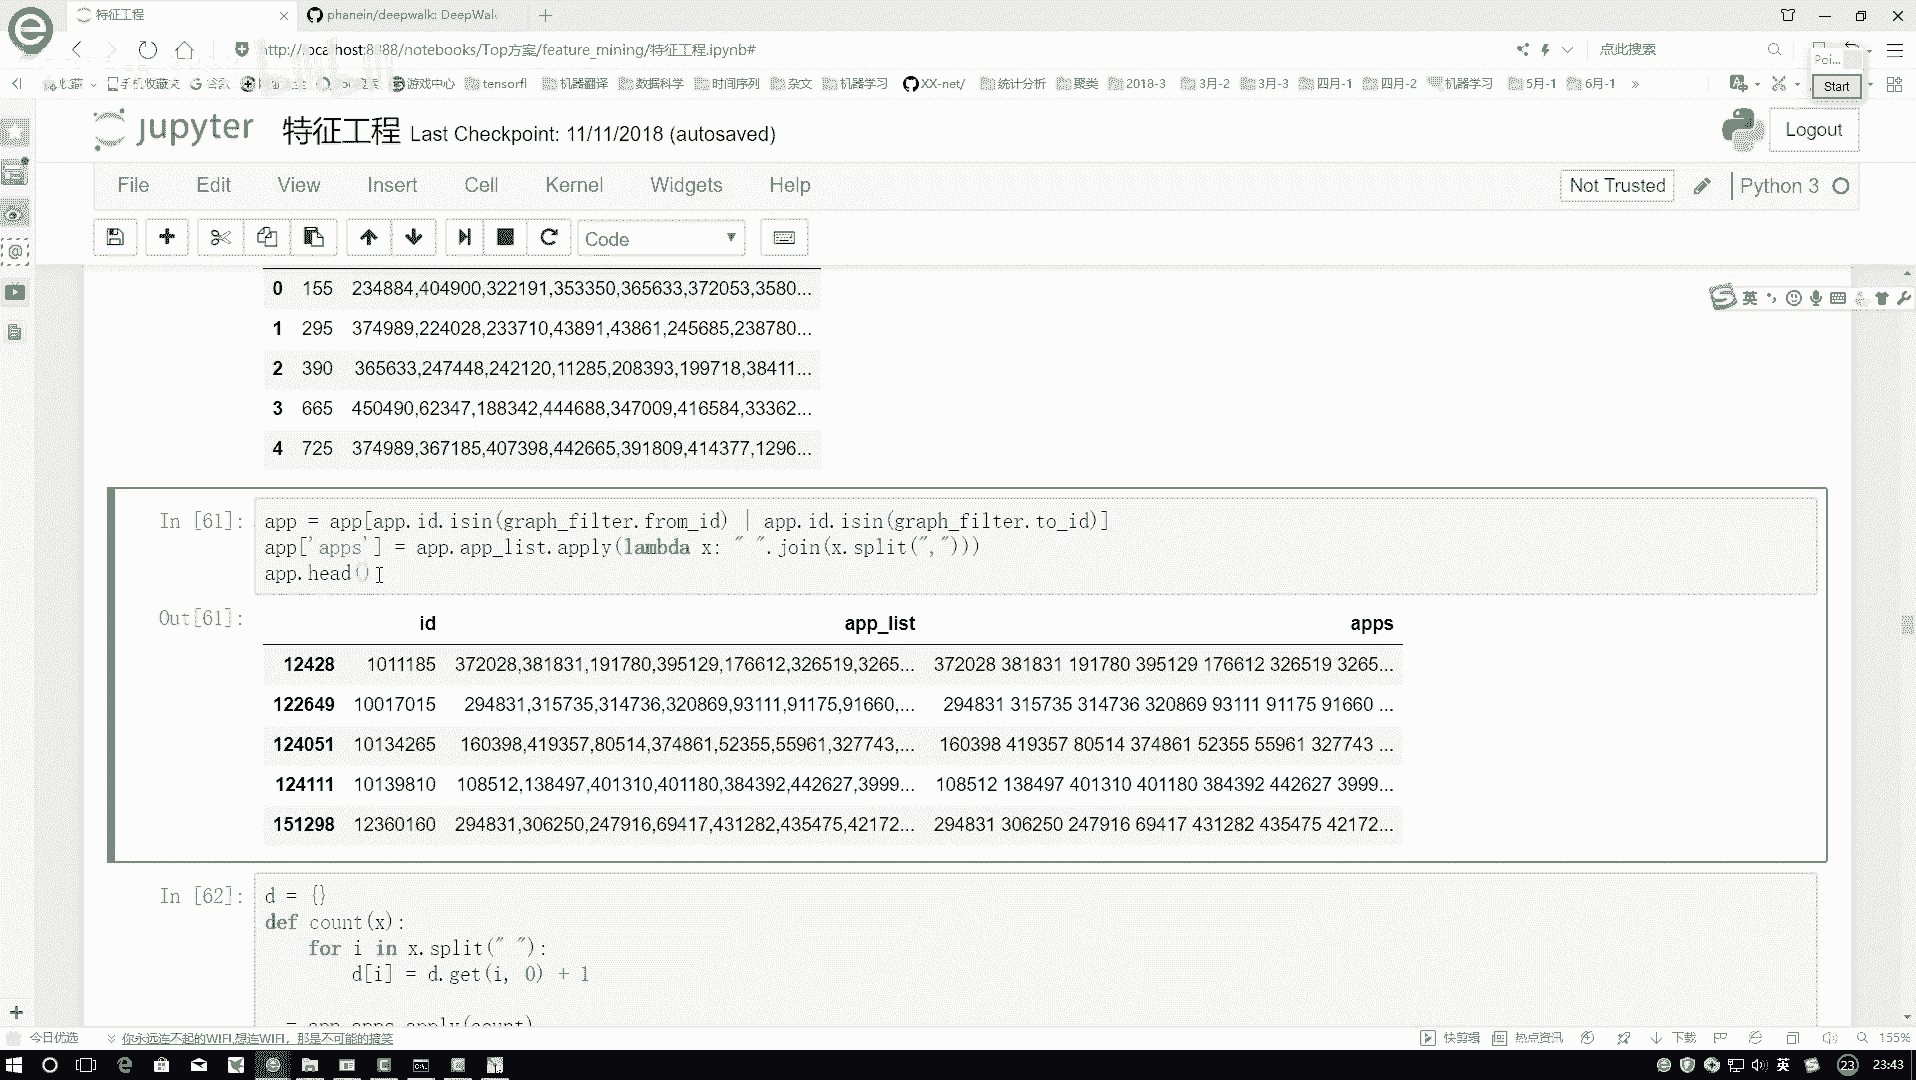 特征工程
phanein/deepwalk: DeepWalk
http://localhost:8888/notebooks/Top方案/feature_mining/特征工程.ipynb#
点此搜索
Poi...
Start
收藏 手机收藏夹 游戏中心 tensorfl 机器翻译 数据科学 时间序列 杂文 机器学习 XX-net/ 统计分析 聚类 2018-3 3月-2 3月-3 四月-1 四月-2 机器学习 5月-1 6月-1 »
jupyter 特征工程 Last Checkpoint: 11/11/2018 (autosaved)
Logout
File Edit View Insert Cell Kernel Widgets Help
Not Trusted
Python 3
Code
0 155 234884,404900,322191,353350,365633,372053,3580...
1 295 374989,224028,233710,43891,43861,245685,238780...
英
2 390 365633,247448,242120,11285,208393,199718,38411...
3 665 450490,62347,188342,444688,347009,416584,33362...
4 725 374989,367185,407398,442665,391809,414377,1296...
In [61]: app = app[app.id.isin(graph_filter.from_id) | app.id.isin(graph_filter.to_id)]
app['apps'] = app.app_list.apply(lambda x: " ".join(x.split(",")))
app.head()
Out[61]:
id app_list apps
12428 1011185 372028,381831,191780,395129,176612,326519,3265... 372028 381831 191780 395129 176612 326519 3265...
122649 10017015 294831,315735,314736,320869,93111,91175,91660,... 294831 315735 314736 320869 93111 91175 91660 ...
124051 10134265 160398,419357,80514,374861,52355,55961,327743,... 160398 419357 80514 374861 52355 55961 327743 ...
124111 10139810 108512,138497,401310,401180,384392,442627,3999... 108512 138497 401310 401180 384392 442627 3999...
151298 12360160 294831,306250,247916,69417,431282,435475,42172... 294831 306250 247916 69417 431282 435475 42172...
In [62]: d = {}
def count(x):
for i in x.split(" "):
d[i] = d.get(i, 0) + 1
_ = app.apps.apply(count)
今日优选 你永远连不起的WIFI,想连WIFI，那是不可能的搞笑 快剪辑 热点资讯 下载 155%
英 23 23:43